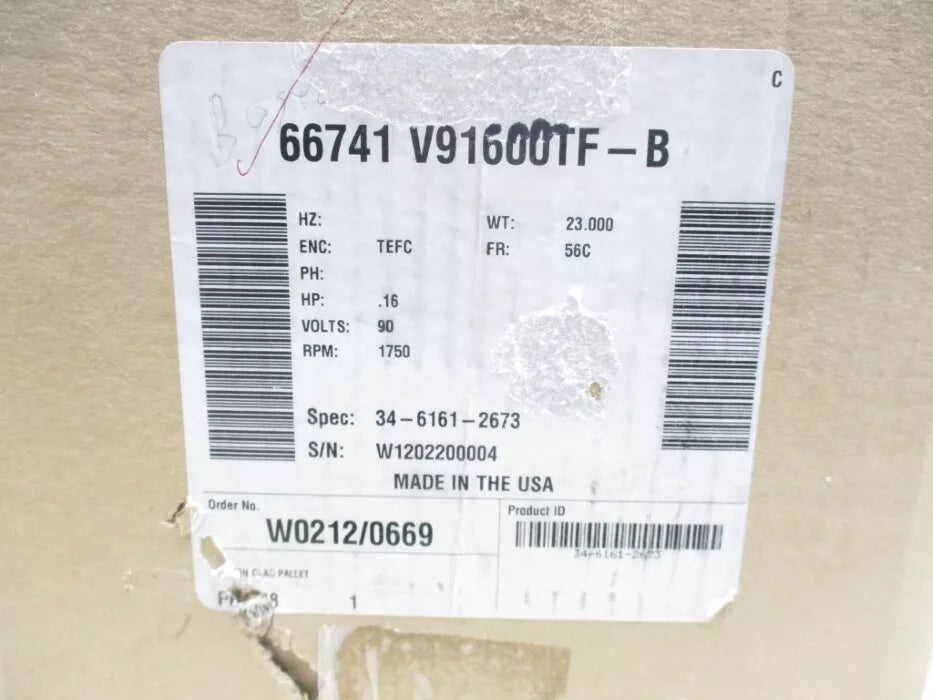 C
66741 V91600TF-B
HZ:
WT: 23.000
ENC: TEFC
FR: 56C
PH:
HP: .16
VOLTS: 90
RPM: 1750
Spec: 34-6161-2673
S/N: W1202200004
MADE IN THE USA
Order No.
W0212/0669
Product ID
34-6161-2673
PALLET
1